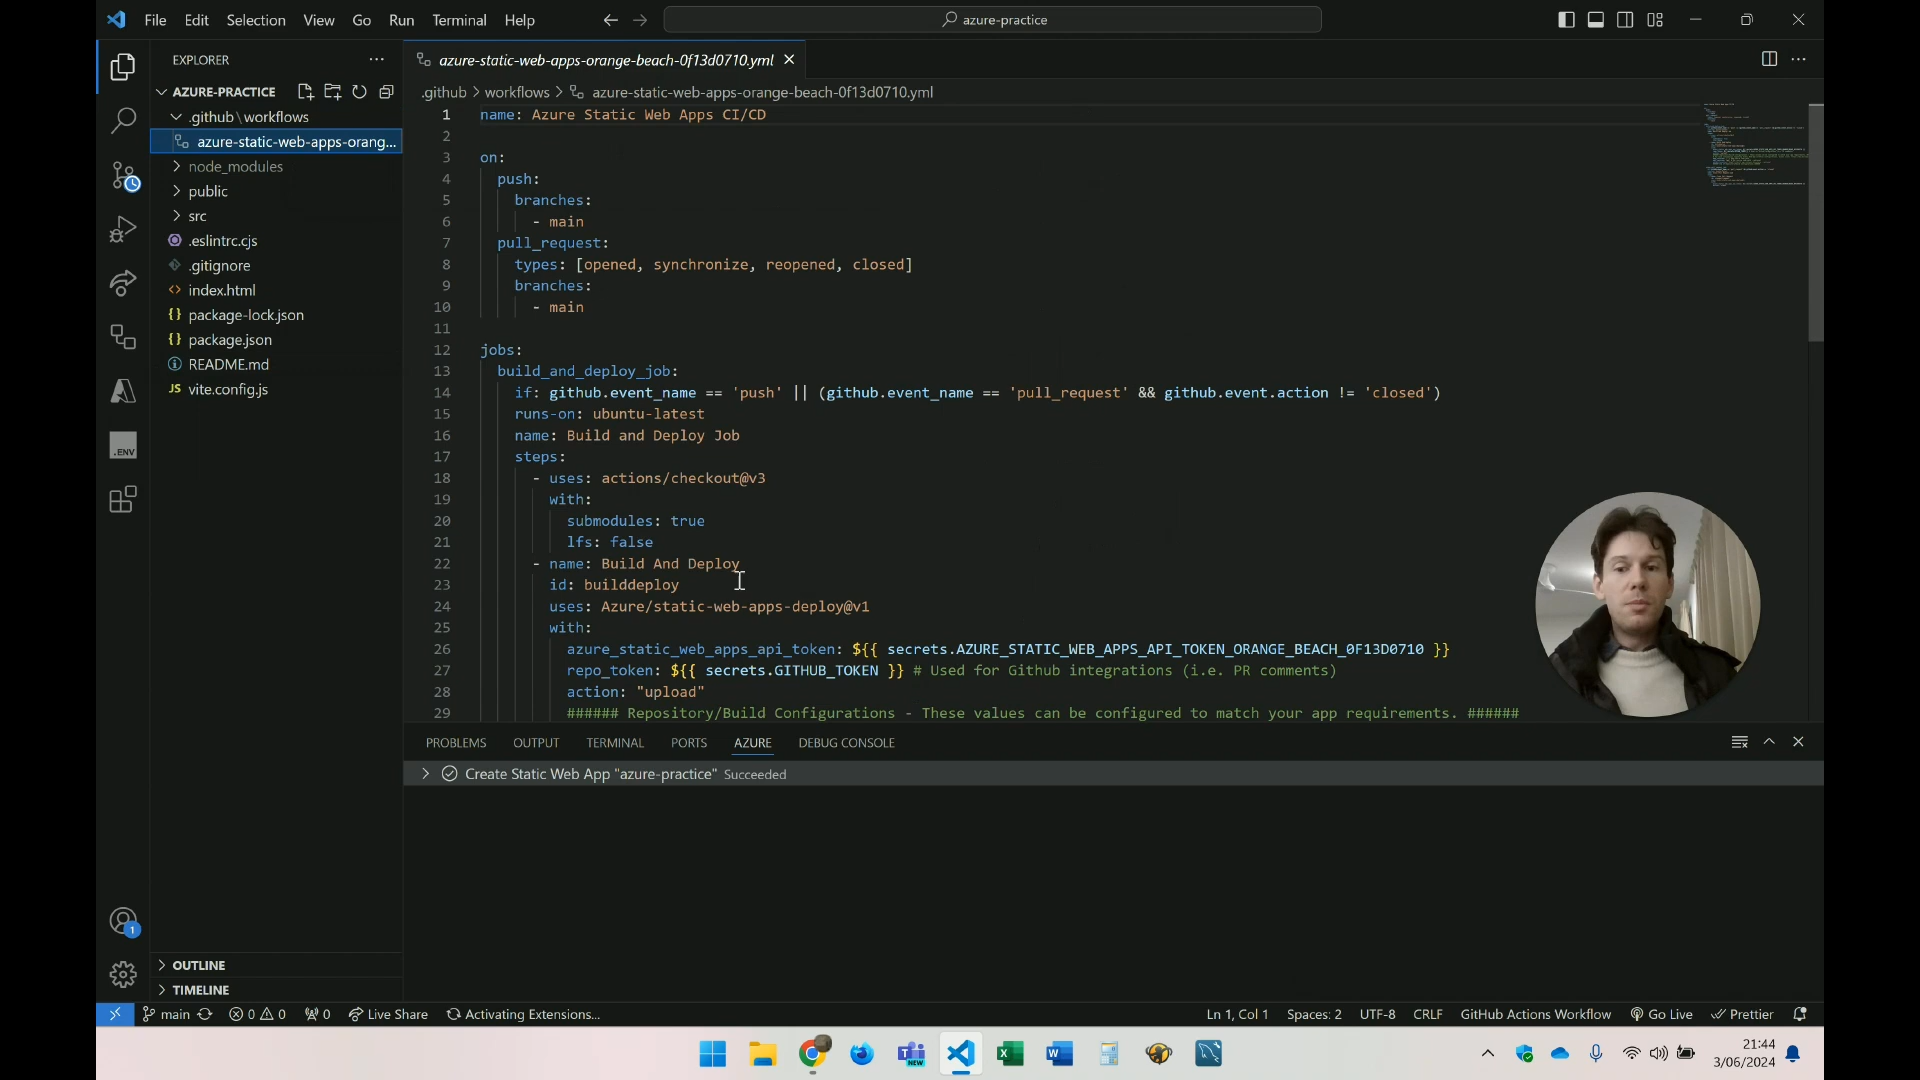 File Edit Selection View Go Run Terminal Help
azure-practice
EXPLORER
AZURE-PRACTICE
.github\workflows
azure-static-web-apps-orang...
node_modules
public
src
.eslintrc.cjs
.gitignore
index.html
package-lock.json
package.json
README.md
JS vite.config.js
.ENV
1
OUTLINE
TIMELINE
azure-static-web-apps-orange-beach-0f13d0710.yml
.github > workflows > azure-static-web-apps-orange-beach-0f13d0710.yml
1 name: Azure Static Web Apps CI/CD
2
3 on:
4 push:
5 branches:
6 - main
7 pull_request:
8 types: [opened, synchronize, reopened, closed]
9 branches:
10 - main
11
12 jobs:
13 build_and_deploy_job:
14 if: github.event_name == 'push' || (github.event_name == 'pull_request' && github.event.action != 'closed')
15 runs-on: ubuntu-latest
16 name: Build and Deploy Job
17 steps:
18 - uses: actions/checkout@v3
19 with:
20 submodules: true
21 lfs: false
22 - name: Build And Deploy
23 id: builddeploy
24 uses: Azure/static-web-apps-deploy@v1
25 with:
26 azure_static_web_apps_api_token: ${{ secrets.AZURE_STATIC_WEB_APPS_API_TOKEN_ORANGE_BEACH_0F13D0710 }}
27 repo_token: ${{ secrets.GITHUB_TOKEN }} # Used for Github integrations (i.e. PR comments)
28 action: "upload"
29 ###### Repository/Build Configurations - These values can be configured to match your app requirements. ######
PROBLEMS OUTPUT TERMINAL PORTS AZURE DEBUG CONSOLE
Create Static Web App "azure-practice" Succeeded
main 0 0 0 Live Share Activating Extensions... Ln 1, Col 1 Spaces: 2 UTF-8 CRLF GitHub Actions Workflow Go Live Prettier
NEW
21:44
3/06/2024